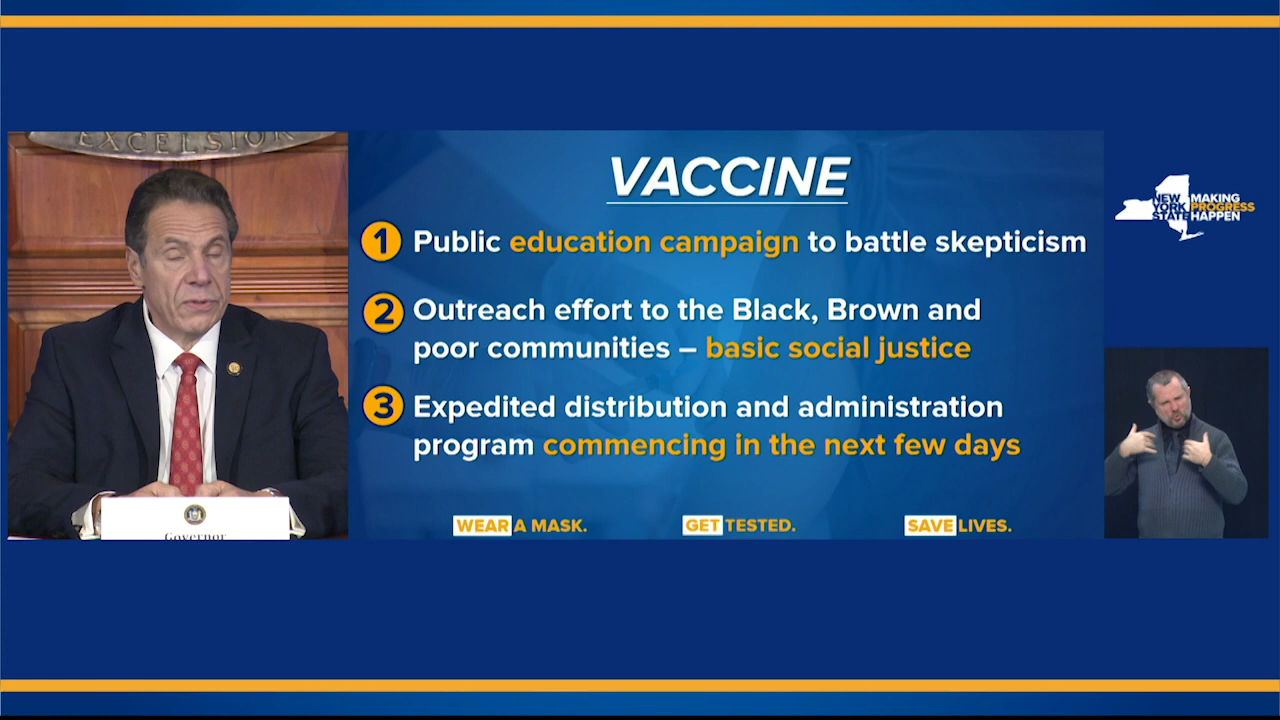 EXCELSIOR
VACCINE
1 Public education campaign to battle skepticism
2 Outreach effort to the Black, Brown and
poor communities – basic social justice
3 Expedited distribution and administration
program commencing in the next few days
WEAR A MASK. GET TESTED. SAVE LIVES.
Governor
NEW YORK STATE
MAKING PROGRESS HAPPEN